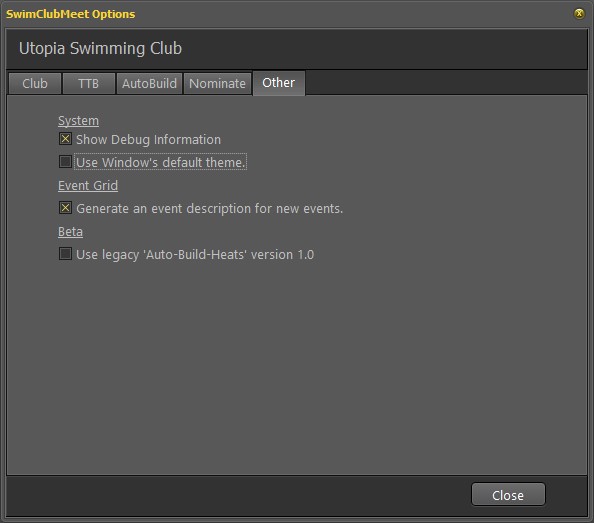 SwimClubMeet Options
Utopia Swimming Club
Club TTB AutoBuild Nominate Other
System
Show Debug Information
Use Window's default theme.
Event Grid
Generate an event description for new events.
Beta
Use legacy 'Auto-Build-Heats' version 1.0
Close